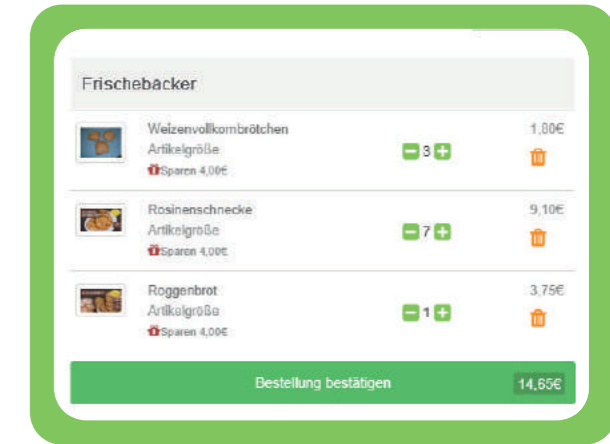 Frischebäcker
Weizenvollkornbrötchen
Artikelgröße
Sparen 4,00€
3
1,80€
Rosinenschnecke
Artikelgröße
Sparen 4,00€
7
9,10€
Roggenbrot
Artikelgröße
Sparen 4,00€
1
3,75€
Bestellung bestätigen 14,65€